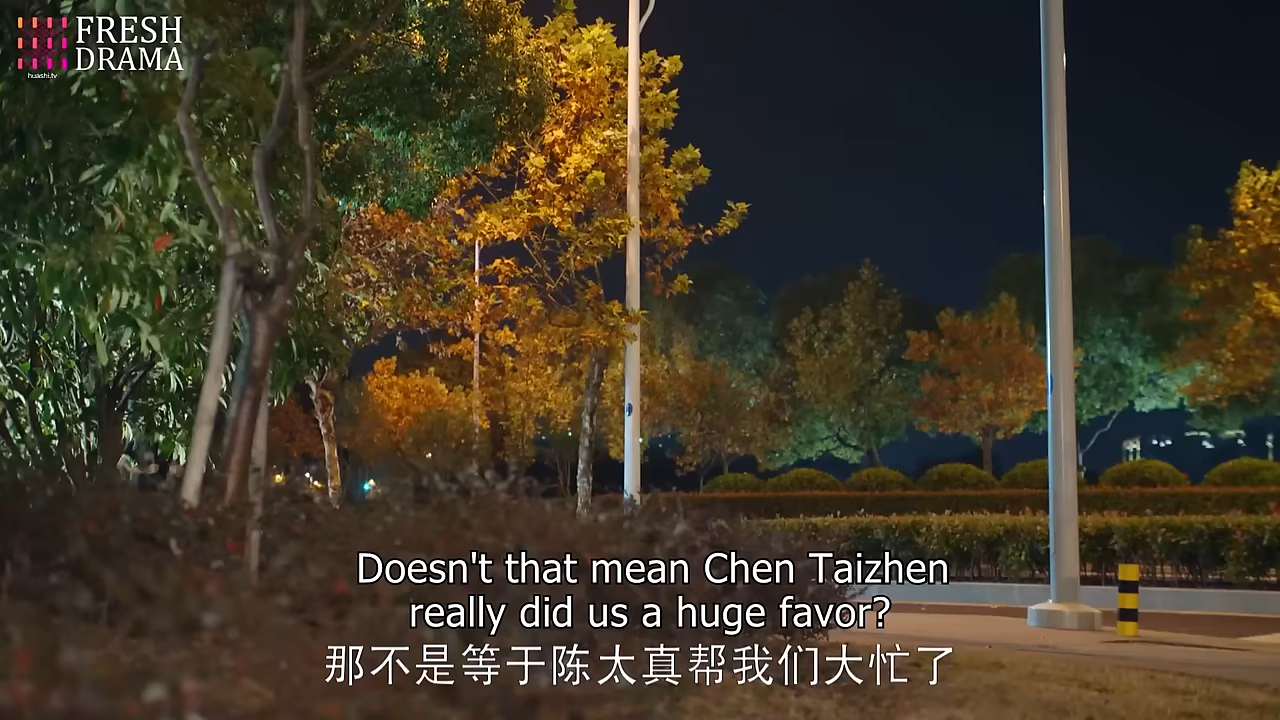 FRESH
DRAMA
huashi.tv
Doesn't that mean Chen Taizhen
really did us a huge favor?
那不是等于陈太真帮我们大忙了